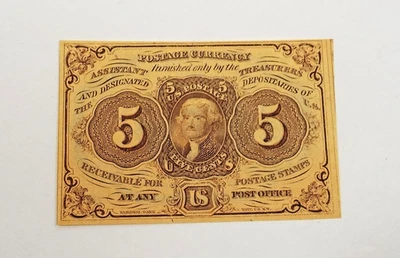 POSTAGE CURRENCY
furnished only by the
ASSISTANT TREASURERS
AND DESIGNATED DEPOSITARIES OF
THE U.S.
5 5
U.S. POSTAGE
5 5
FIVE CENTS
RECEIVABLE FOR POSTAGE STAMPS
AT ANY US POST OFFICE